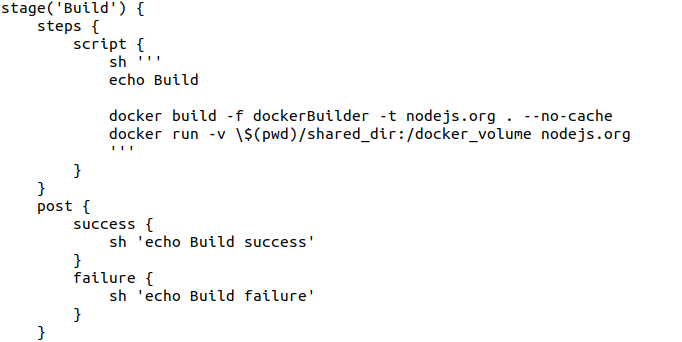 stage('Build') {
    steps {
        script {
            sh '''
            echo Build

            docker build -f dockerBuilder -t nodejs.org . --no-cache
            docker run -v \$(pwd)/shared_dir:/docker_volume nodejs.org
            '''
        }
    }
    post {
        success {
            sh 'echo Build success'
        }
        failure {
            sh 'echo Build failure'
        }
    }